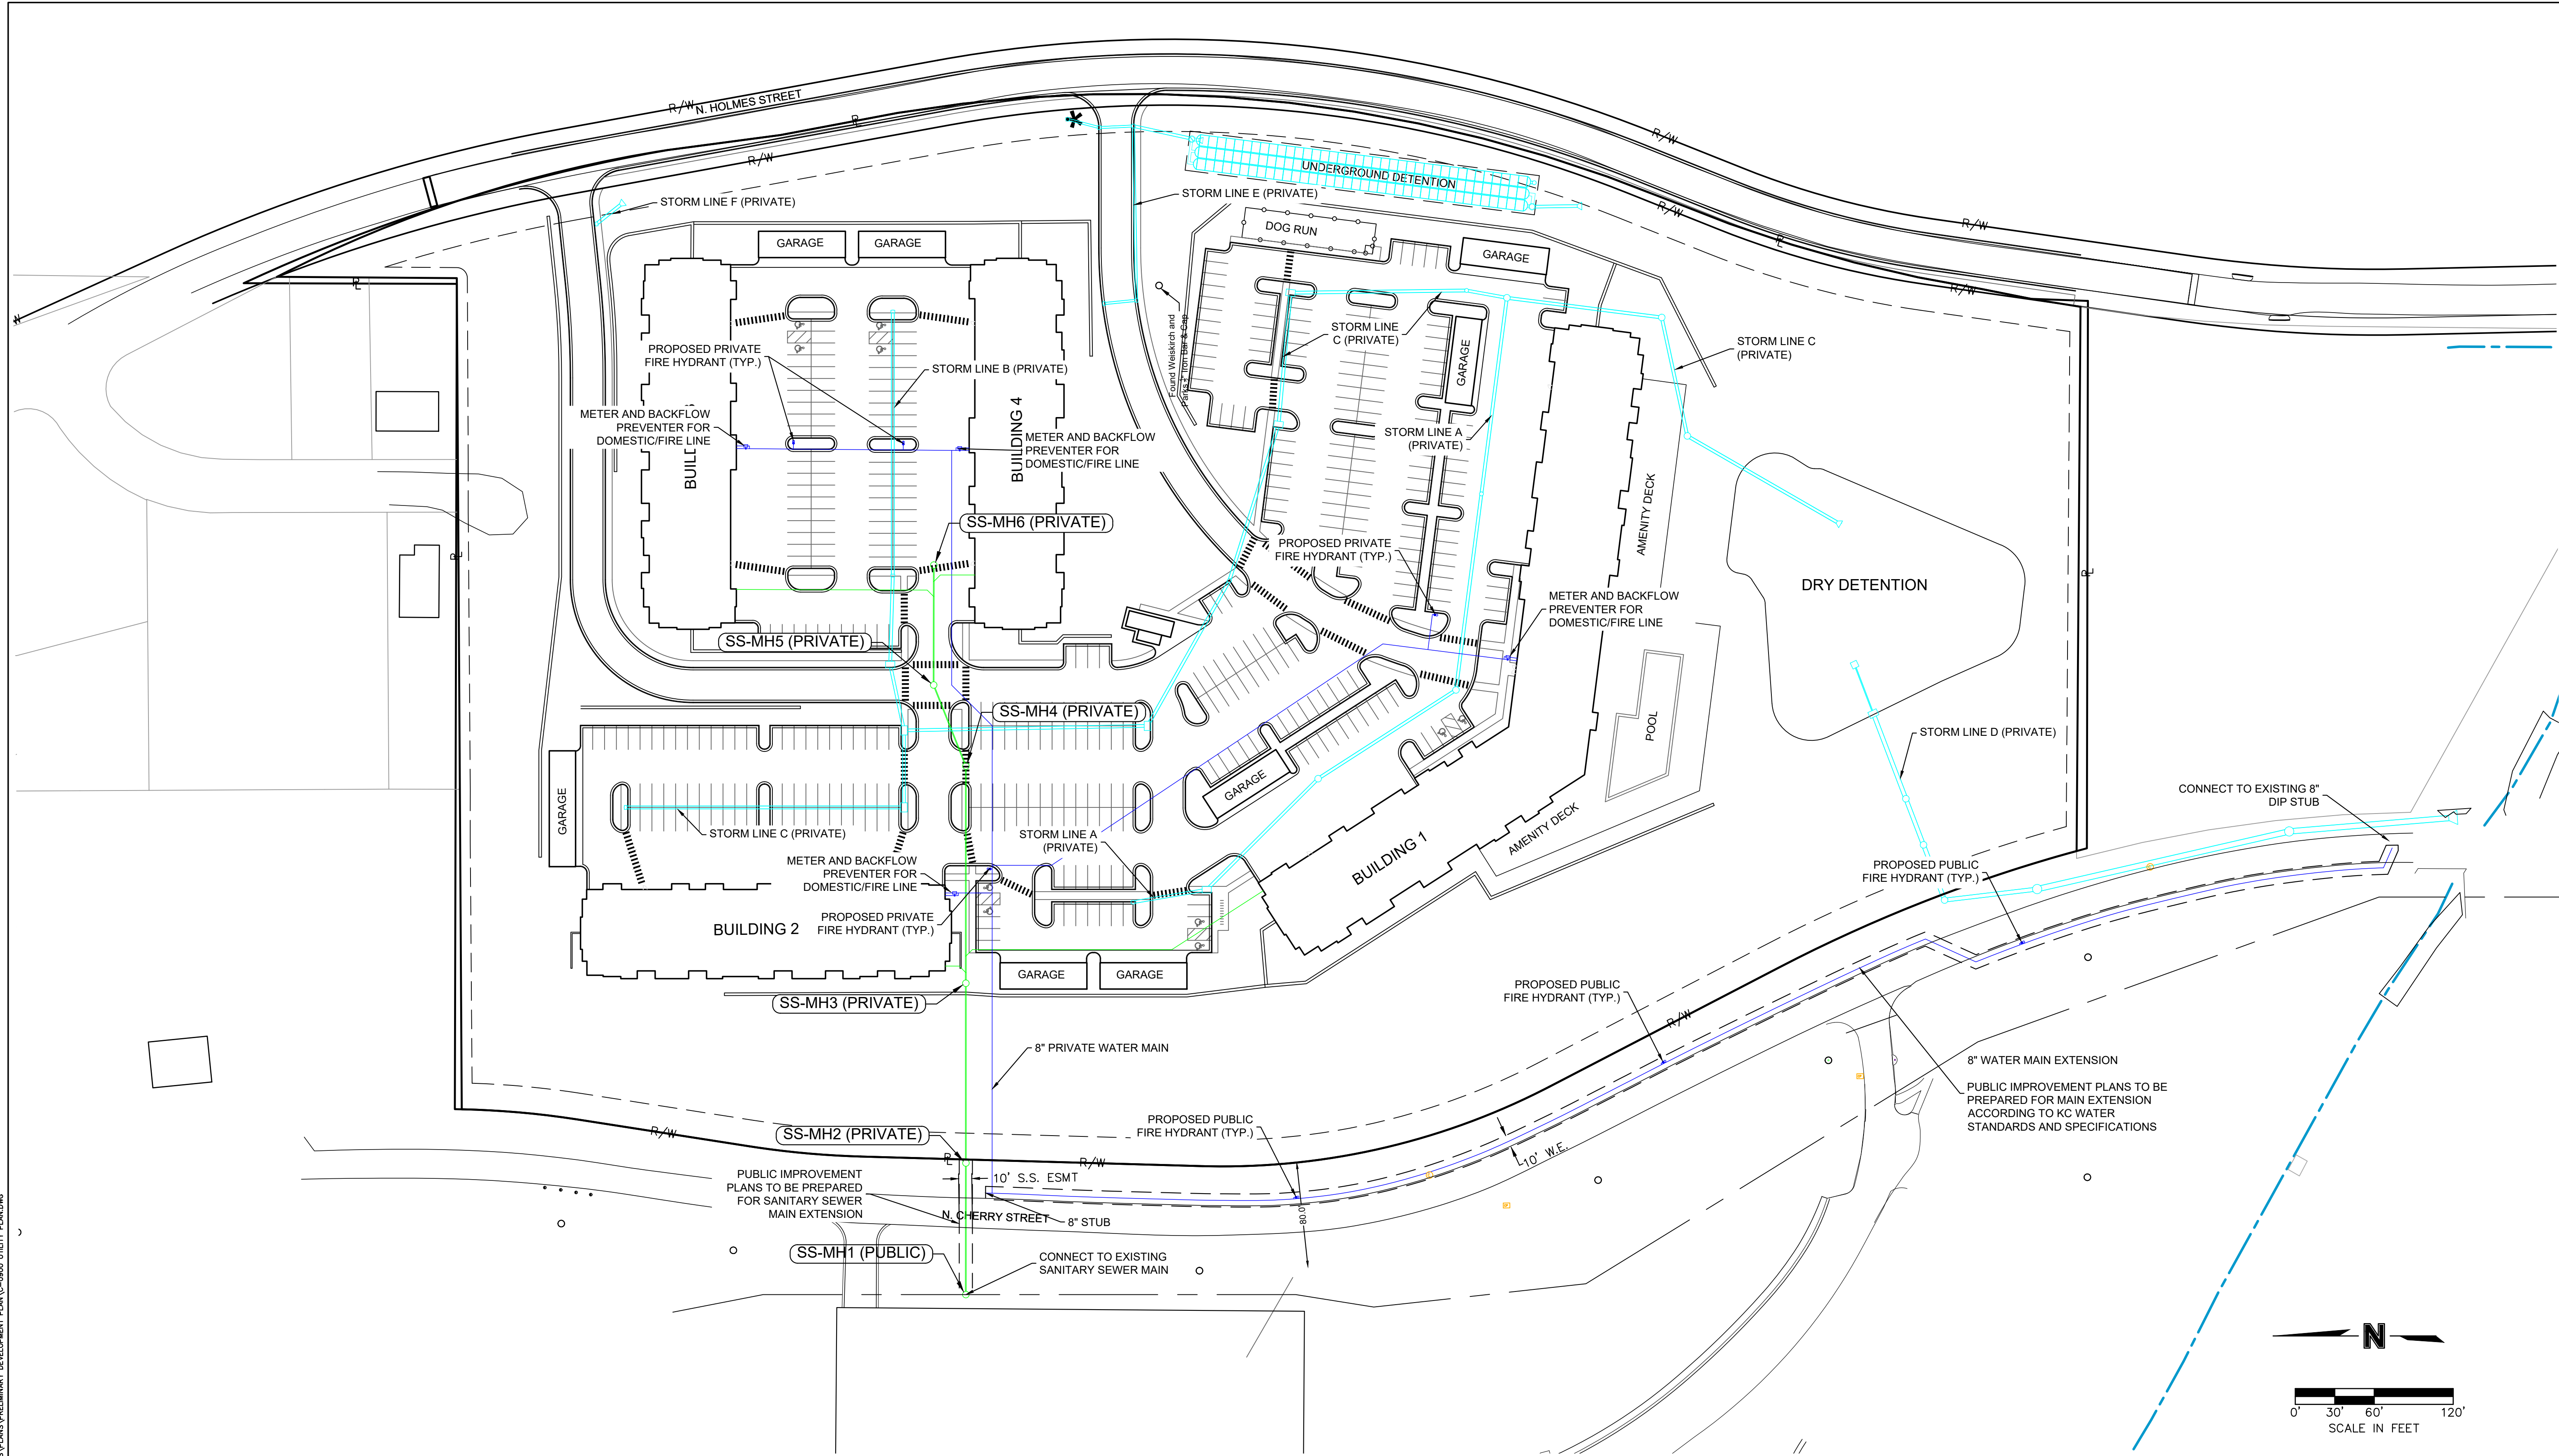 R/W
N. HOLMES STREET
PL
R/W
R/W
R/W
R/W
R/W
PL
PL
UNDERGROUND DETENTION
STORM LINE F (PRIVATE)
STORM LINE E (PRIVATE)
DOG RUN
GARAGE
GARAGE
GARAGE
Found Weiskirch and
STORM LINE
C (PRIVATE)
GARAGE
STORM LINE C
(PRIVATE)
PROPOSED PRIVATE
FIRE HYDRANT (TYP.)
STORM LINE B (PRIVATE)
METER AND BACKFLOW
PREVENTER FOR
DOMESTIC/FIRE LINE
BUILD
BUILDING 4
METER AND BACKFLOW
PREVENTER FOR
DOMESTIC/FIRE LINE
STORM LINE A
(PRIVATE)
SS-MH6 (PRIVATE)
AMENITY DECK
PL
PROPOSED PRIVATE
FIRE HYDRANT (TYP.)
DRY DETENTION
PL
METER AND BACKFLOW
PREVENTER FOR
DOMESTIC/FIRE LINE
SS-MH5 (PRIVATE)
SS-MH4 (PRIVATE)
POOL
STORM LINE D (PRIVATE)
GARAGE
GARAGE
CONNECT TO EXISTING 8"
DIP STUB
STORM LINE C (PRIVATE)
STORM LINE A
(PRIVATE)
AMENITY DECK
BUILDING 1
METER AND BACKFLOW
PREVENTER FOR
DOMESTIC/FIRE LINE
PROPOSED PUBLIC
FIRE HYDRANT (TYP.)
BUILDING 2
PROPOSED PRIVATE
FIRE HYDRANT (TYP.)
GARAGE
GARAGE
SS-MH3 (PRIVATE)
PROPOSED PUBLIC
FIRE HYDRANT (TYP.)
R/W
8" PRIVATE WATER MAIN
8" WATER MAIN EXTENSION
PUBLIC IMPROVEMENT PLANS TO BE
PREPARED FOR MAIN EXTENSION
ACCORDING TO KC WATER
STANDARDS AND SPECIFICATIONS
PROPOSED PUBLIC
FIRE HYDRANT (TYP.)
R/W
SS-MH2 (PRIVATE)
PL
R/W
10' W.E.
PUBLIC IMPROVEMENT
PLANS TO BE PREPARED
FOR SANITARY SEWER
MAIN EXTENSION
10' S.S. ESMT
N. CHERRY STREET
8" STUB
80.0'
SS-MH1 (PUBLIC)
CONNECT TO EXISTING
SANITARY SEWER MAIN
N
0' 30' 60' 120'
SCALE IN FEET